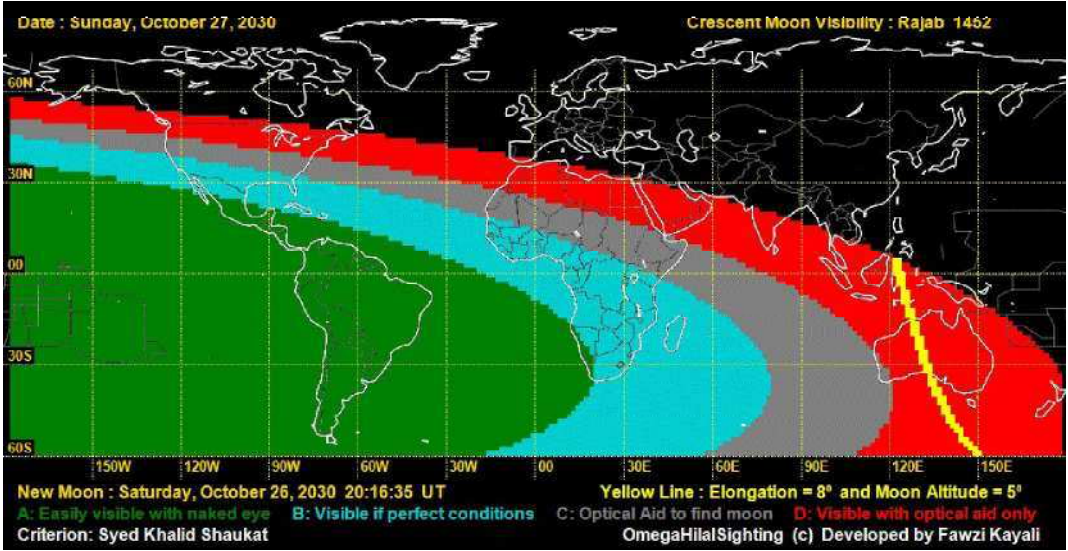 Date : Sunday, October 27, 2030
Crescent Moon Visibility : Rajab 1452
60N
30N
00
30S
60S
150W 120W 90W 60W 30W 00 30E 60E 90E 120E 150E
New Moon : Saturday, October 26, 2030 20:16:35 UT
Yellow Line : Elongation = 8º and Moon Altitude = 5º
A: Easily visible with naked eye B: Visible if perfect conditions C: Optical Aid to find moon D: Visible with optical aid only
Criterion: Syed Khalid Shaukat
OmegaHilalSighting (c) Developed by Fawzi Kayali